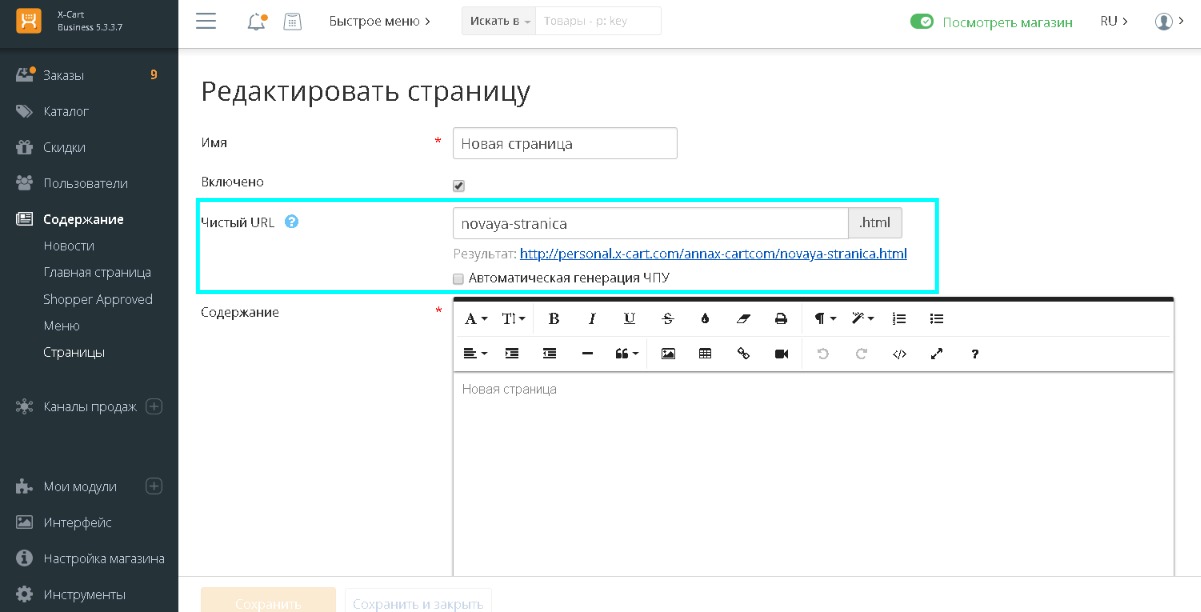 X-Cart
Business 5.3.3.7
Быстрое меню
Искать в
Товары - p: key
Посмотреть магазин
RU
Заказы 9
Каталог
Скидки
Пользователи
Содержание
Новости
Главная страница
Shopper Approved
Меню
Страницы
Каналы продаж
Мои модули
Интерфейс
Настройка магазина
Инструменты
Редактировать страницу
Имя * Новая страница
Включено
Чистый URL ? novaya-stranica .html
Результат: http://personal.x-cart.com/annax-cartcom/novaya-stranica.html
Автоматическая генерация ЧПУ
Содержание *
Новая страница
Сохранить Сохранить и закрыть